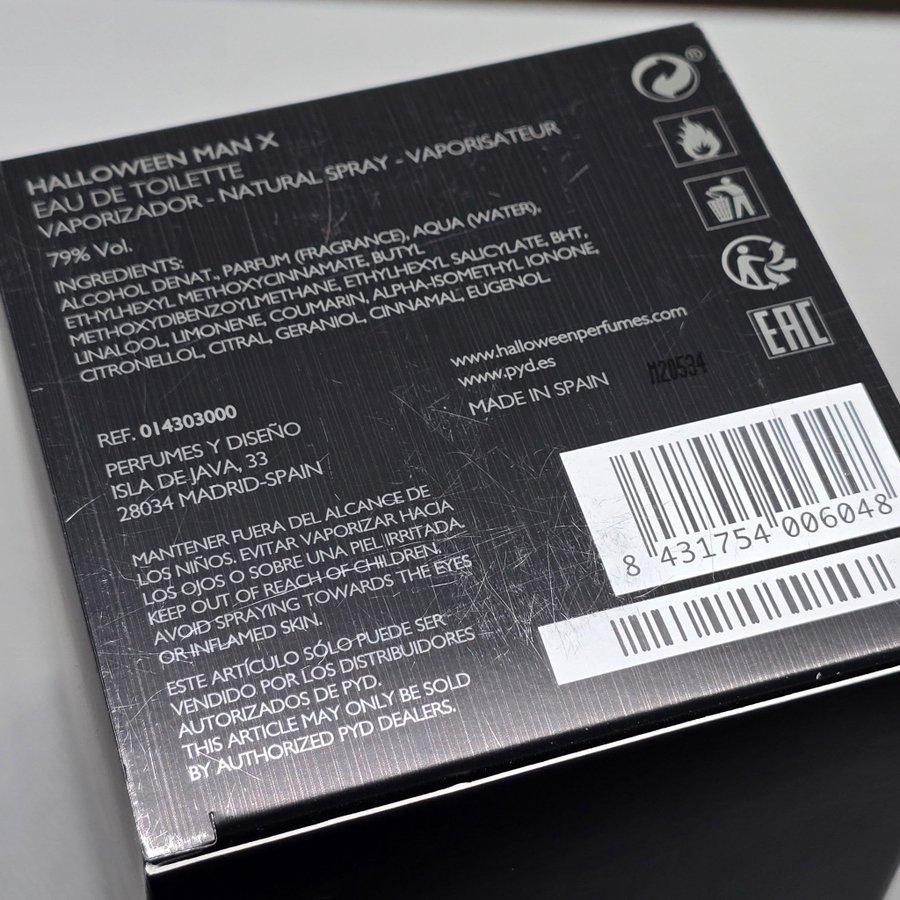 HALLOWEEN MAN X
EAU DE TOILETTE
VAPORIZADOR - NATURAL SPRAY - VAPORISATEUR
79% Vol.
INGREDIENTS:
ALCOHOL DENAT., PARFUM (FRAGRANCE), AQUA (WATER),
ETHYLHEXYL METHOXYCINNAMATE, BUTYL
METHOXYDIBENZOYLMETHANE, ETHYLHEXYL SALICYLATE, BHT,
LINALOOL, LIMONENE, COUMARIN, ALPHA-ISOMETHYL IONONE,
CITRONELLOL, CITRAL, GERANIOL, CINNAMAL, EUGENOL.
www.halloweenperfumes.com
www.pyd.es
MADE IN SPAIN
M20534
REF. 014303000
PERFUMES Y DISEÑO
ISLA DE JAVA, 33
28034 MADRID-SPAIN
MANTENER FUERA DEL ALCANCE DE
LOS NIÑOS. EVITAR VAPORIZAR HACIA
LOS OJOS O SOBRE UNA PIEL IRRITADA.
KEEP OUT OF REACH OF CHILDREN.
AVOID SPRAYING TOWARDS THE EYES
OR INFLAMED SKIN.
ESTE ARTÍCULO SÓLO PUEDE SER
VENDIDO POR LOS DISTRIBUIDORES
AUTORIZADOS DE PYD.
THIS ARTICLE MAY ONLY BE SOLD
BY AUTHORIZED PYD DEALERS.
®
EAC
8 431754 006048